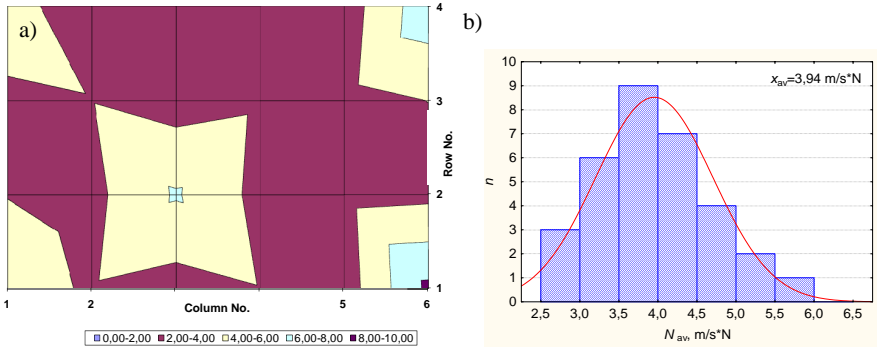 a)
4
3
2
1
Row No.
1 2 5 6
Column No.
0,00-2,00 2,00-4,00 4,00-6,00 6,00-8,00 8,00-10,00
b)
x av=3,94 m/s*N
10
9
8
7
6
5
4
3
2
1
0
n
2,5 3,0 3,5 4,0 4,5 5,0 5,5 6,0 6,5
N av, m/s*N